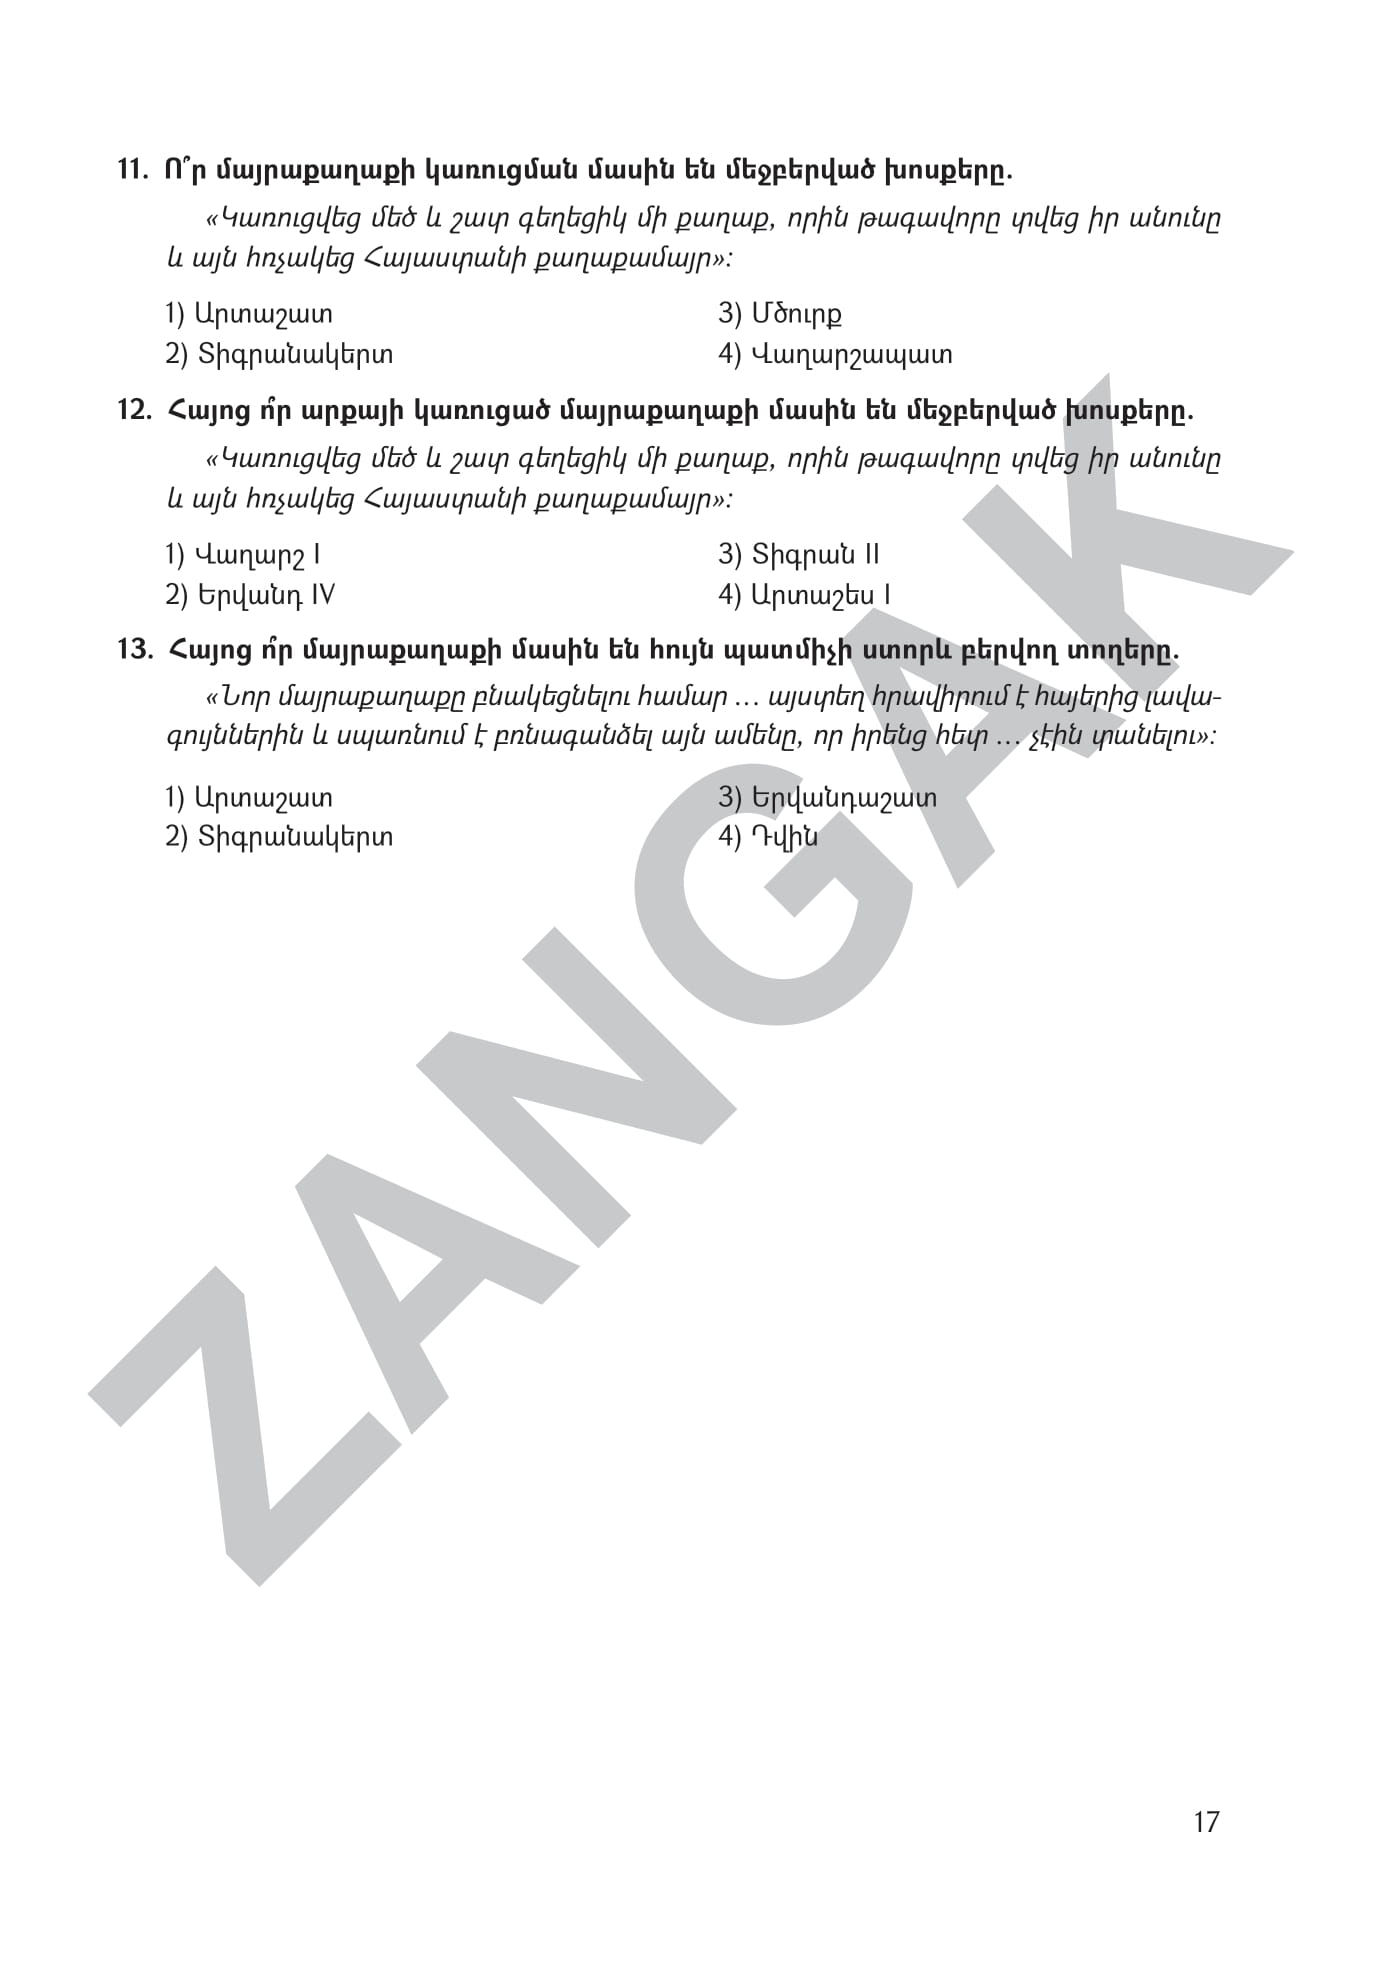 11. Ո՞ր մայրաքաղաքի կառուցման մասին են մեջբերված խոսքերը.
«Կառուցվեց մեծ և շատ գեղեցիկ մի քաղաք, որին թագավորը տվեց իր անունը
և այն հռչակեց Հայաստանի քաղաքամայր»:
1) Արտաշատ 3) Մծուրք
2) Տիգրանակերտ 4) Վաղարշապատ
12. Հայոց ո՞ր արքայի կառուցած մայրաքաղաքի մասին են մեջբերված խոսքերը.
«Կառուցվեց մեծ և շատ գեղեցիկ մի քաղաք, որին թագավորը տվեց իր անունը
և այն հռչակեց Հայաստանի քաղաքամայր»:
1) Վաղարշ I 3) Տիգրան II
2) Երվանդ IV 4) Արտաշես I
13. Հայոց ո՞ր մայրաքաղաքի մասին են հույն պատմիչի ստորև բերվող տողերը.
«Նոր մայրաքաղաքը բնակեցնելու համար ... այստեղ հրավիրում է հայերից լավա-
գույններին և սպառնում է բռնագանձել այն ամենը, որ իրենց հետ ... չէին տանելու»:
1) Արտաշատ 3) Երվանդաշատ
2) Տիգրանակերտ 4) Դվին
ZANGAK
17